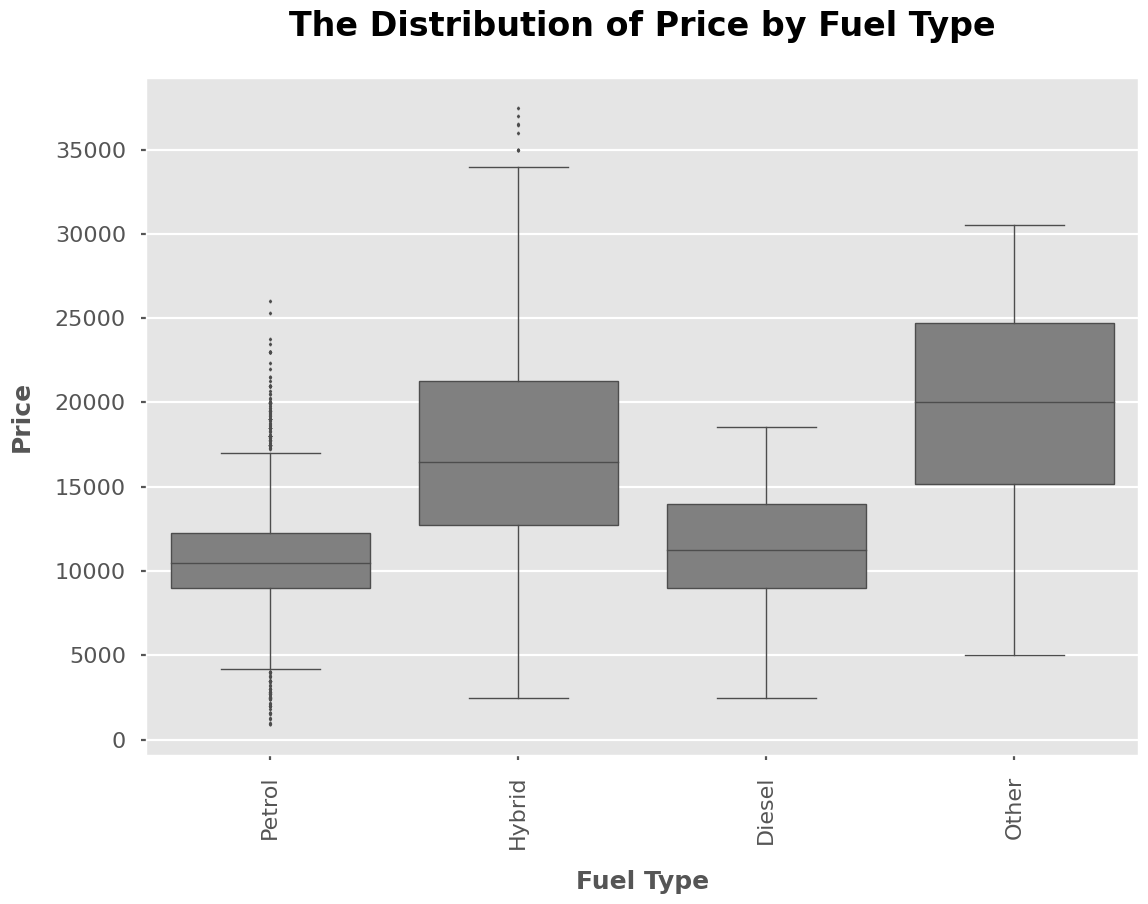 The Distribution of Price by Fuel Type
35000
30000
25000
20000
15000
10000
5000
0
Price
Petrol
Hybrid
Diesel
Other
Fuel Type